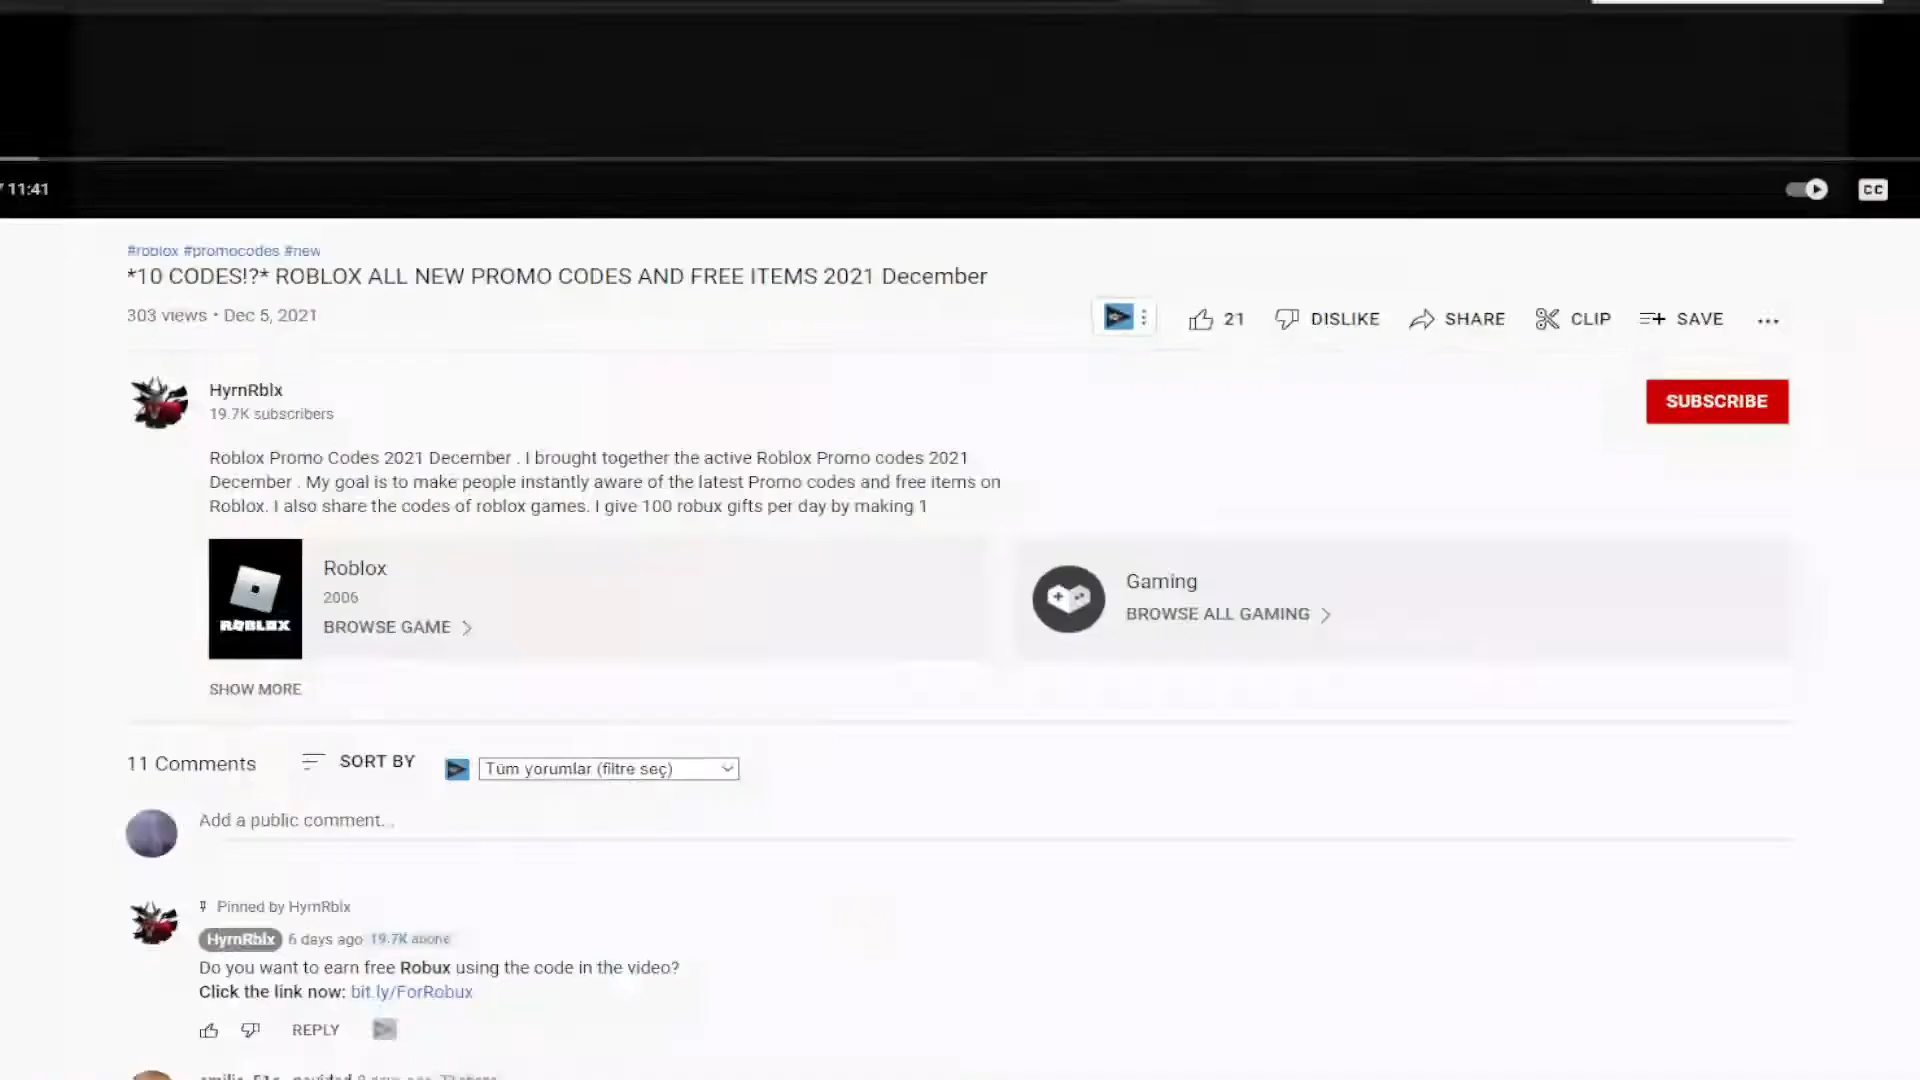 / 11:41
CC
#roblox #promocodes #new
*10 CODES!?* ROBLOX ALL NEW PROMO CODES AND FREE ITEMS 2021 December
303 views • Dec 5, 2021
21 DISLIKE SHARE CLIP SAVE ...
HyrnRblx
19.7K subscribers
SUBSCRIBE
Roblox Promo Codes 2021 December . I brought together the active Roblox Promo codes 2021
December . My goal is to make people instantly aware of the latest Promo codes and free items on
Roblox. I also share the codes of roblox games. I give 100 robux gifts per day by making 1
ROBLOX
Roblox
2006
BROWSE GAME
Gaming
BROWSE ALL GAMING
SHOW MORE
11 Comments
SORT BY
Tüm yorumlar (filtre seç)
Add a public comment...
Pinned by HyrnRblx
HyrnRblx 6 days ago 19.7K abone
Do you want to earn free Robux using the code in the video?
Click the link now: bit.ly/ForRobux
REPLY